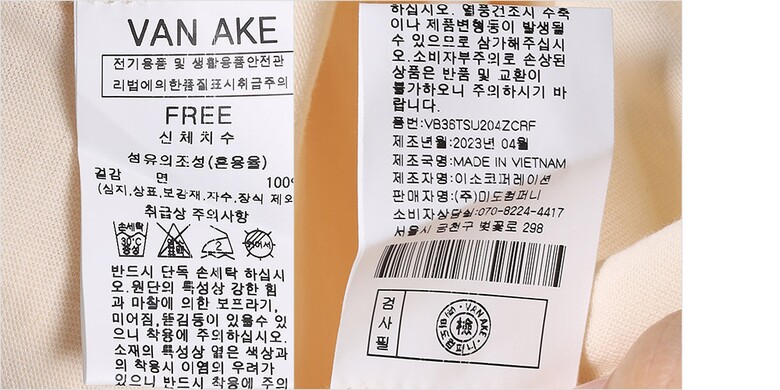 VAN AKE
전기용품 및 생활용품안전관
리법에의한품질표시취급주의
FREE
신체치수
섬유의조성(혼용율)
겉감 면 100%
(심지,상표,보강재,자수,장식 제외
취급상 주의사항
손세탁
30℃
중성
2
드라이
반드시 단독 손세탁 하십시
오.원단의 특성상 강한 힘
과 마찰에 의한 보프라기,
미어짐,뜯김등이 있을수 있
으니 착용에 주의하십시오.
소재의 특성상 옅은 색상과
의 착용시 이염의 우려가
있으니 반드시 착용에 주의
하십시오. 열풍건조시 수축
이나 제품변형등이 발생될
수 있으므로 삼가해주십시
오.소비자부주의로 손상된
상품은 반품 및 교환이
불가하오니 주의하시기 바
랍니다.
품번:VB36TSU204ZCRF
제조년월:2023년 04월
제조국명:MADE IN VIETNAM
제조자명:이소코퍼레이션
판매자명:(주)미도컴퍼니
소비자상담실:070-8224-4417
서울시 금천구 벚꽃로 298
검사필
VAN AKE
檢